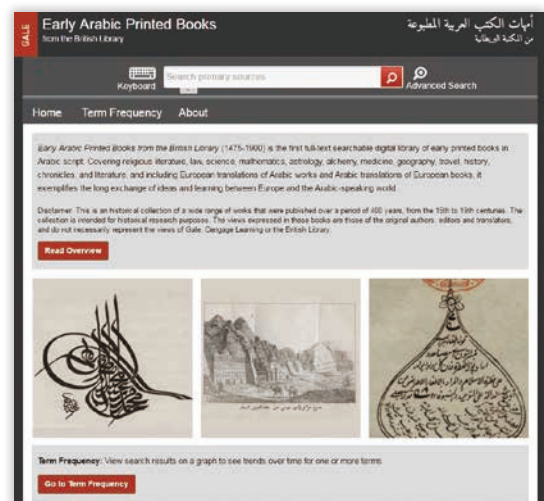 GALE
Early Arabic Printed Books
from the British Library
أمهات الكتب العربية المطبوعة
من المكتبة البريطانية
Keyboard
Search primary sources
Advanced Search
Home Term Frequency About
Early Arabic Printed Books from the British Library (1475-1900) is the first full-text searchable digital library of early printed books in
Arabic script. Covering religious literature, law, science, mathematics, astrology, alchemy, medicine, geography, travel, history,
chronicles, and literature, and including European translations of Arabic works and Arabic translations of European books, it
exemplifies the long exchange of ideas and learning between Europe and the Arabic-speaking world.
Disclaimer: This is an historical collection of a wide range of works that were published over a period of 400 years, from the 15th to 19th centuries. The
collection is intended for historical research purposes. The views expressed in these books are those of the original authors, editors and translators,
and do not necessarily represent the views of Gale, Cengage Learning or the British Library.
Read Overview
Term Frequency: View search results on a graph to see trends over time for one or more terms.
Go to Term Frequency